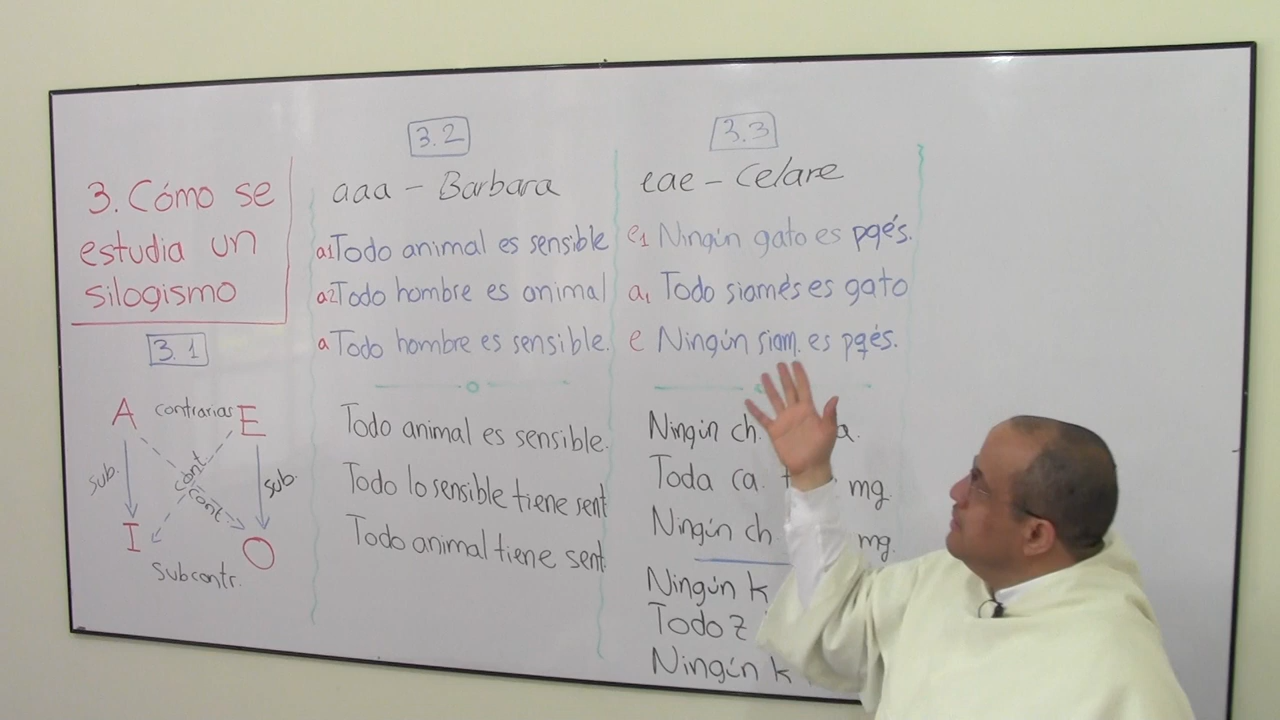 3. Cómo se
estudia un
silogismo
3.1
A contrarias E
sub. cont cont. sub.
I O
Subcontr.
3.2
aaa - Barbara
a1 Todo animal es sensible
a2 Todo hombre es animal
a Todo hombre es sensible.
Todo animal es sensible.
Todo lo sensible tiene sent
Todo animal tiene sent.
3.3
eae - Celare
e1 Ningún gato es pqés.
a1 Todo siamés es gato
e Ningún siam. es pqés.
Ningún ch. a.
Toda ca. mg.
Ningún ch mg.
Ningún k
Todo z
Ningún k